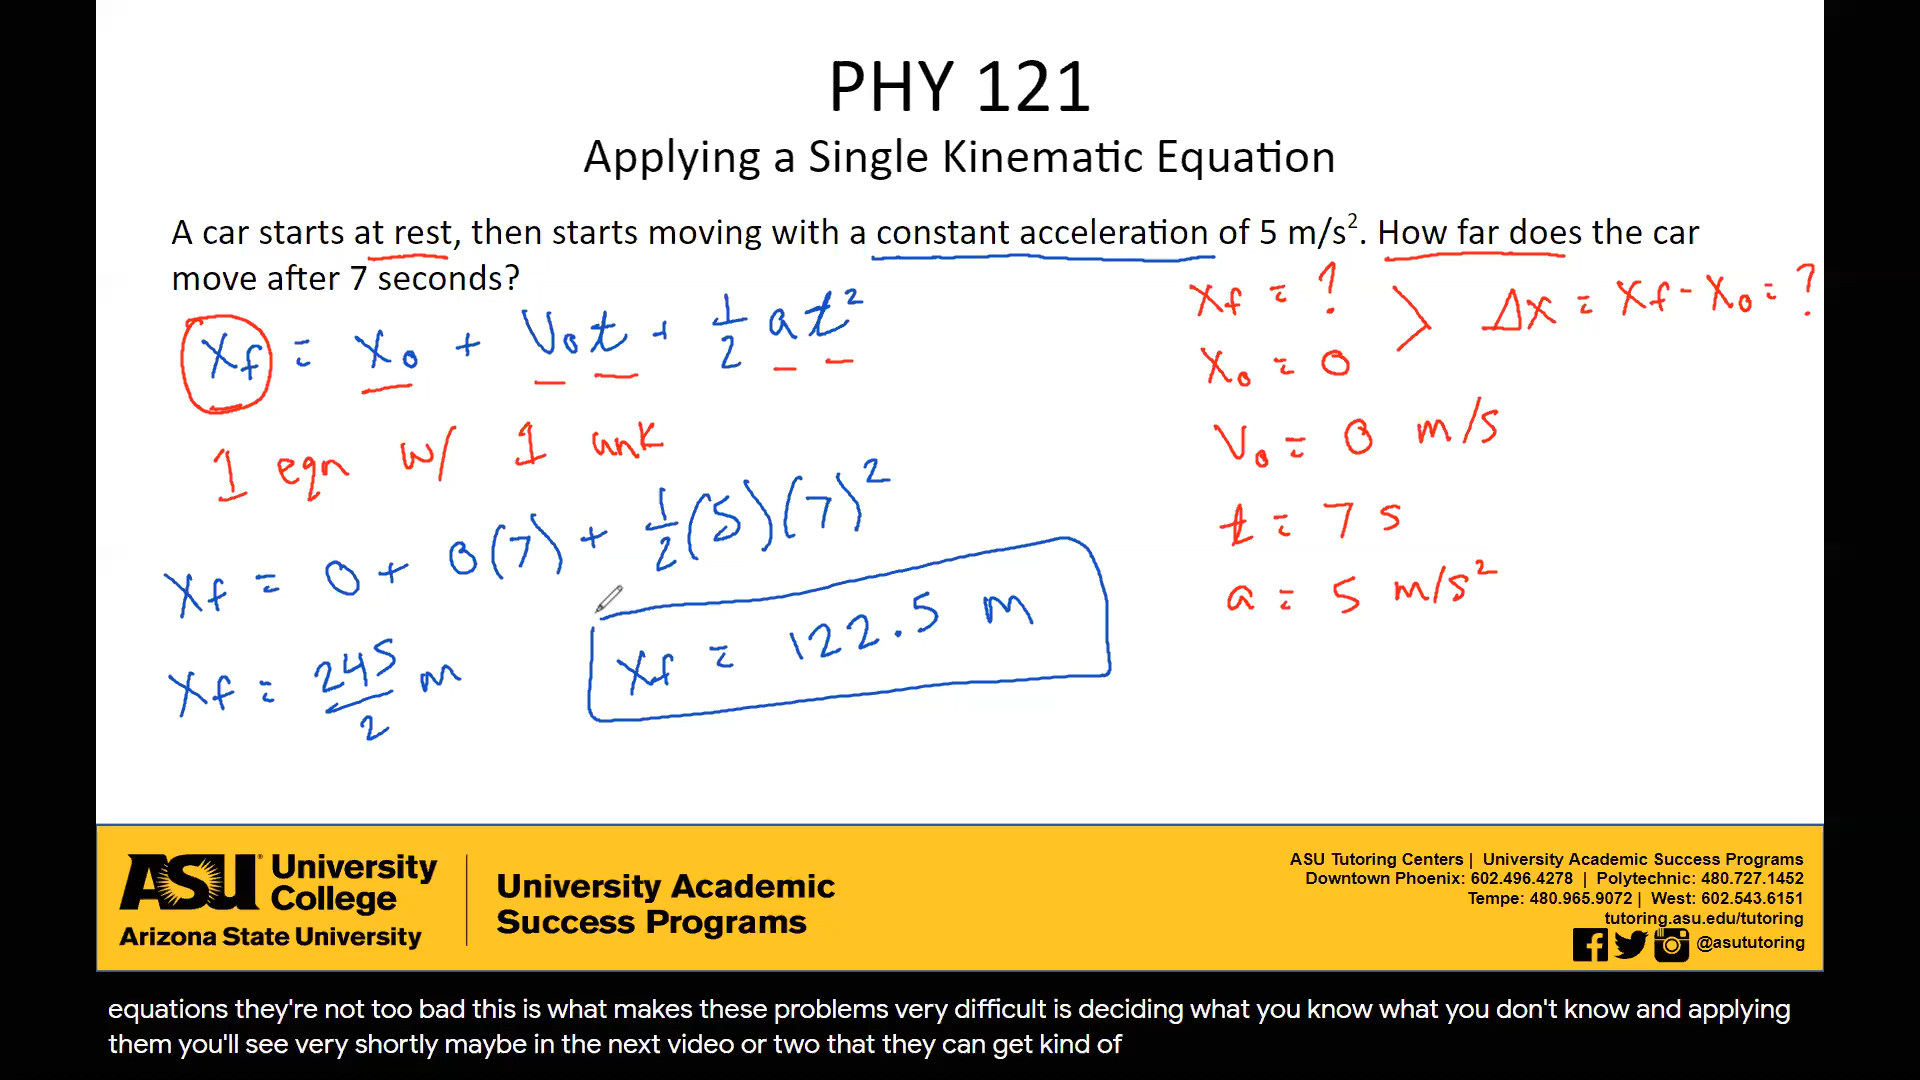 PHY 121
Applying a Single Kinematic Equation
A car starts at rest, then starts moving with a constant acceleration of 5 m/s². How far does the car
move after 7 seconds?
Xf = X₀ + V₀t + 1/2 at²
1 eqn w/ 1 unk
Xf = 0 + 0(7) + 1/2(5)(7)²
Xf = 245/2 m
Xf = 122.5 m
Xf = ?
X₀ = 0
> ΔX = Xf - X₀ = ?
V₀ = 0 m/s
t = 7 s
a = 5 m/s²
ASU University
College
Arizona State University
University Academic
Success Programs
ASU Tutoring Centers | University Academic Success Programs
Downtown Phoenix: 602.496.4278 | Polytechnic: 480.727.1452
Tempe: 480.965.9072 | West: 602.543.6151
tutoring.asu.edu/tutoring
@asututoring
equations they're not too bad this is what makes these problems very difficult is deciding what you know what you don't know and applying
them you'll see very shortly maybe in the next video or two that they can get kind of